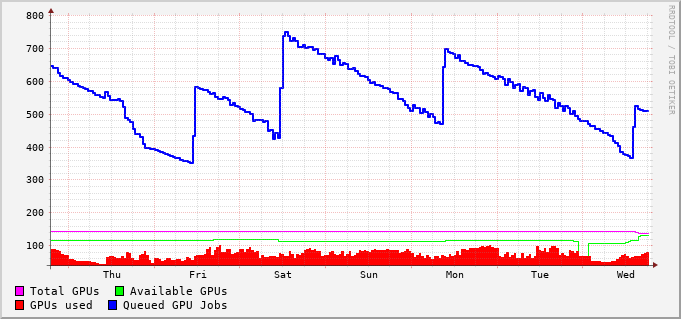 800
700
600
500
400
300
200
100
Thu Fri Sat Sun Mon Tue Wed
RRDTOOL / TOBI OETIKER
Total GPUs Available GPUs
GPUs used Queued GPU Jobs